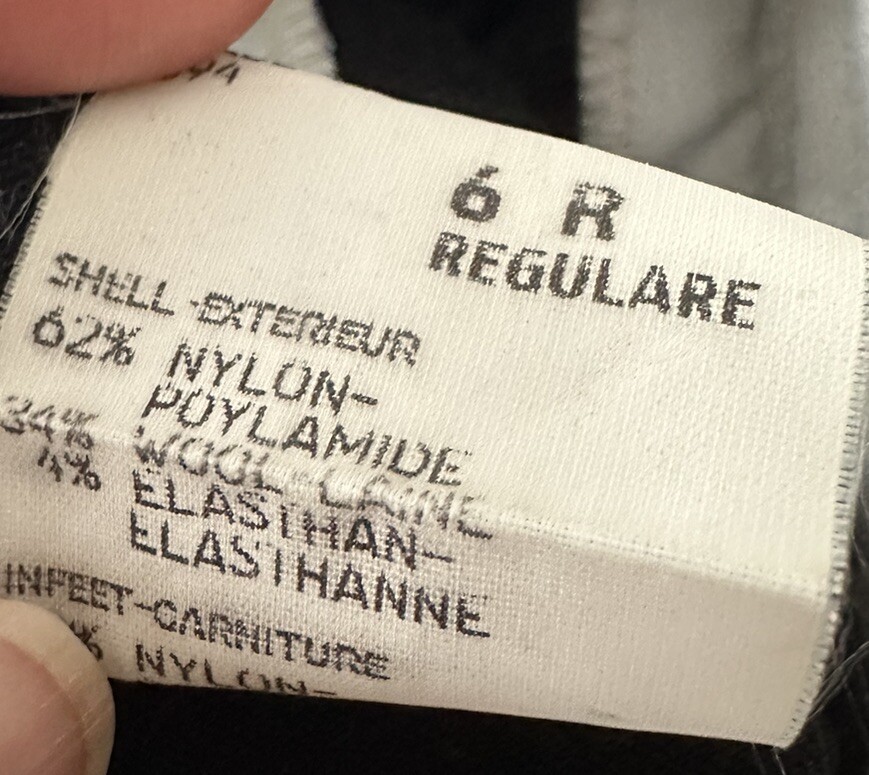 6 R
REGULARE
SHELL-EXTERIEUR
62% NYLON-
POYLAMIDE
34% WOOL-LAINE
4% ELASTHAN-
ELASTHANNE
INFEET-GARNITURE
% NYLON-